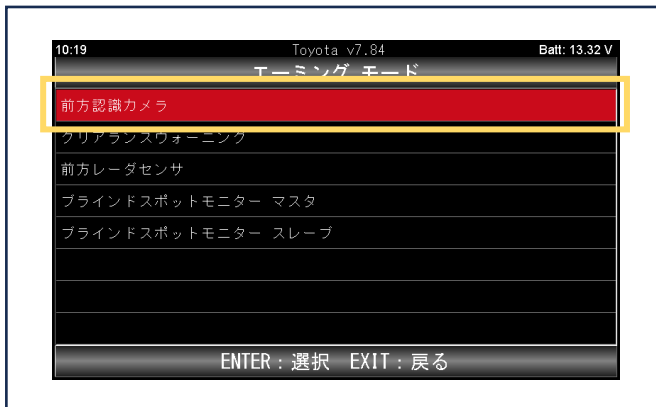 10:19 Toyota v7.84 Batt: 13.32 V
エーミング モード
前方認識カメラ
クリアランスウォーニング
前方レーダセンサ
ブラインドスポットモニター マスタ
ブラインドスポットモニター スレーブ
ENTER：選択 EXIT：戻る